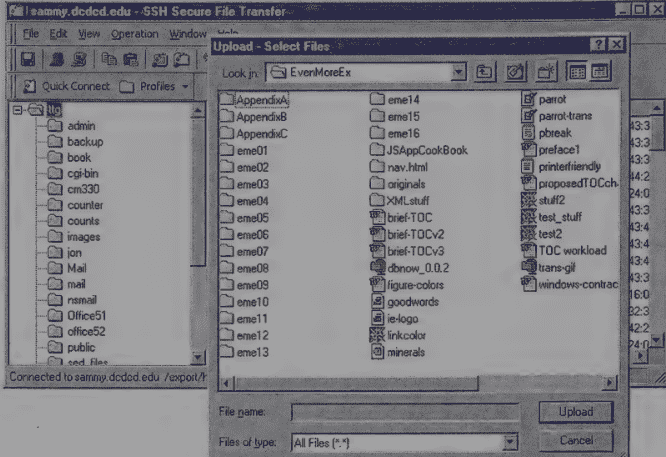 sammy.dcdcd.edu - SSH Secure File Transfer
File Edit View Operation Window Help
Quick Connect Profiles
admin
backup
book
cgi-bin
cm330
counter
counts
images
jon
Mail
mail
nsmail
Office51
office52
public
sed_files
Connected to sammy.dcdcd.edu /export/h
Upload - Select Files
Look in: EvenMoreEx
AppendixA
AppendixB
AppendixC
eme01
eme02
eme03
eme04
eme05
eme06
eme07
eme08
eme09
eme10
eme11
eme12
eme13
eme14
eme15
eme16
JSAppCookBook
nav.html
originals
XMLstuff
brief-TOC
brief-TOCv2
brief-TOCv3
dbnow_0.0.2
figure-colors
goodwords
ie-logo
linkcolor
minerals
parrot
parrot-trans
pbreak
preface1
printerfriendly
proposedTOCch
stuff2
test_stuff
test2
TOC workload
trans-gif
windows-contrac
File name:
Upload
Files of type: All Files (*.*)
Cancel